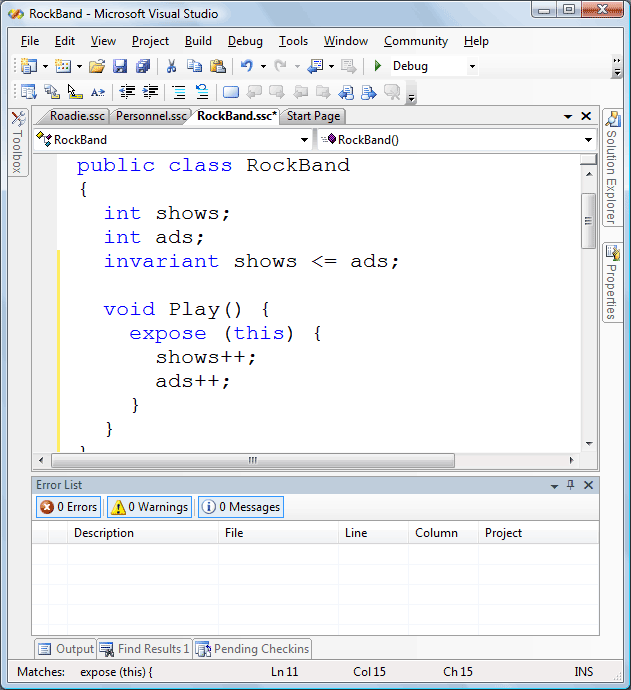 RockBand - Microsoft Visual Studio
File Edit View Project Build Debug Tools Window Community Help
Debug
A
Roadie.ssc Personnel.ssc RockBand.ssc* Start Page
RockBand RockBand()
Toolbox
Solution Explorer
Properties
public class RockBand
{
int shows;
int ads;
invariant shows <= ads;
void Play() {
expose (this) {
shows++;
ads++;
}
}
}
Error List
0 Errors 0 Warnings 0 Messages
Description File Line Column Project
Output Find Results 1 Pending Checkins
Matches: expose (this) { Ln 11 Col 15 Ch 15 INS